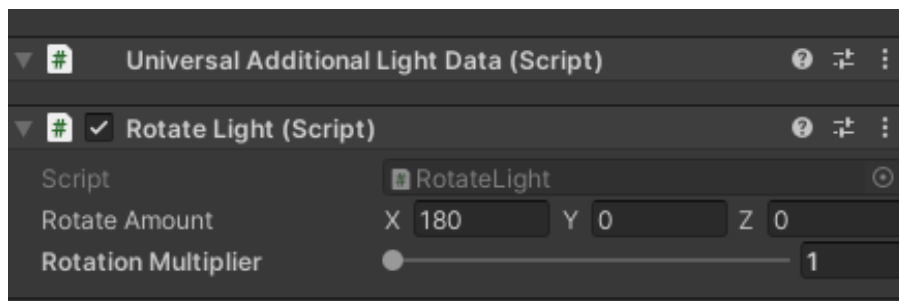 # Universal Additional Light Data (Script)
# Rotate Light (Script)
Script # RotateLight
Rotate Amount X 180 Y 0 Z 0
Rotation Multiplier 1